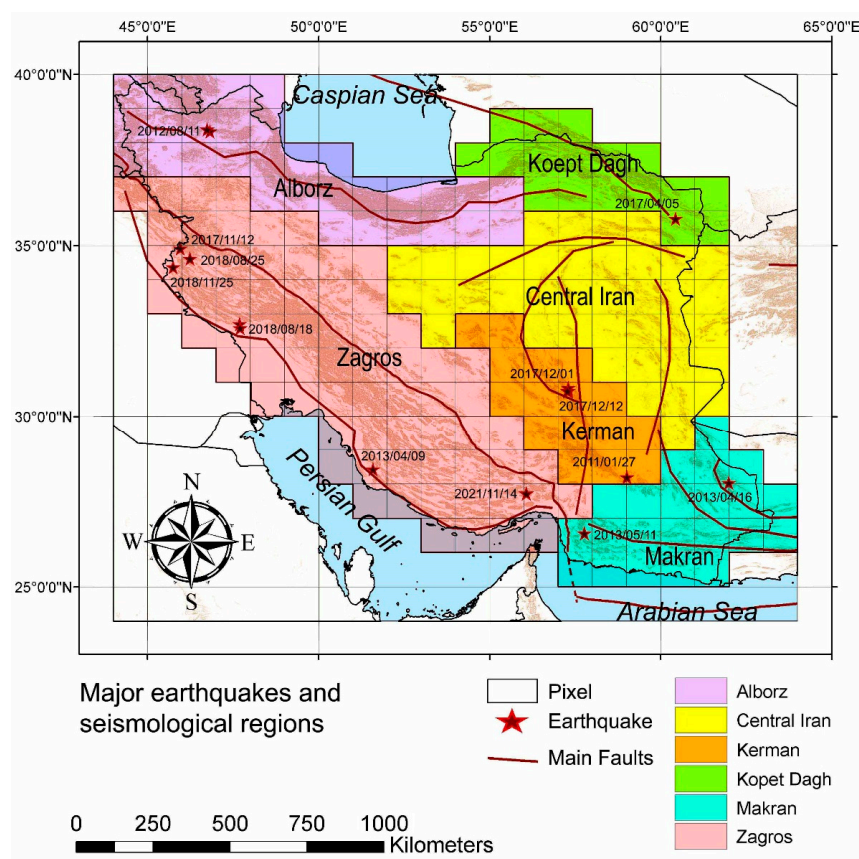 45°0'0"E 50°0'0"E 55°0'0"E 60°0'0"E 65°0'0"E
40°0'0"N
Caspian Sea
2012/08/11
Koept Dagh
Alborz
2017/04/05
35°0'0"N
2017/11/12
2018/08/25
2018/11/25
Central Iran
2018/08/18
Zagros
2017/12/01
2017/12/12
30°0'0"N
Kerman
2013/04/09
2011/01/27
2021/11/14
2013/04/16
Persian Gulf
N
W E
S
2013/05/11
Makran
25°0'0"N
Arabian Sea
Major earthquakes and
seismological regions
Pixel
Earthquake
Main Faults
Alborz
Central Iran
Kerman
Kopet Dagh
Makran
Zagros
0 250 500 750 1000
Kilometers